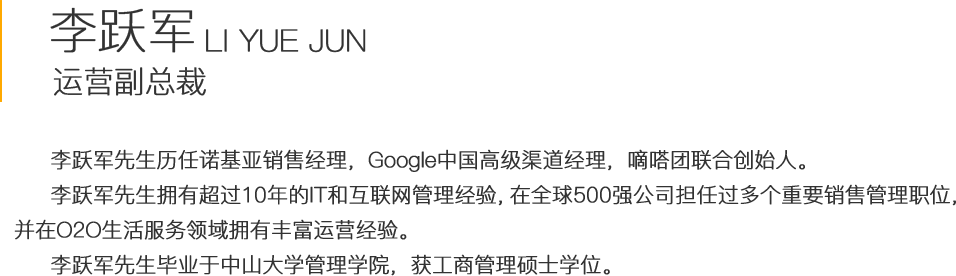 李跃军 LI YUE JUN
运营副总裁
李跃军先生历任诺基亚销售经理，Google中国高级渠道经理，嘀嗒团联合创始人。
李跃军先生拥有超过10年的IT和互联网管理经验, 在全球500强公司担任过多个重要销售管理职位,
并在O2O生活服务领域拥有丰富运营经验。
李跃军先生毕业于中山大学管理学院，获工商管理硕士学位。